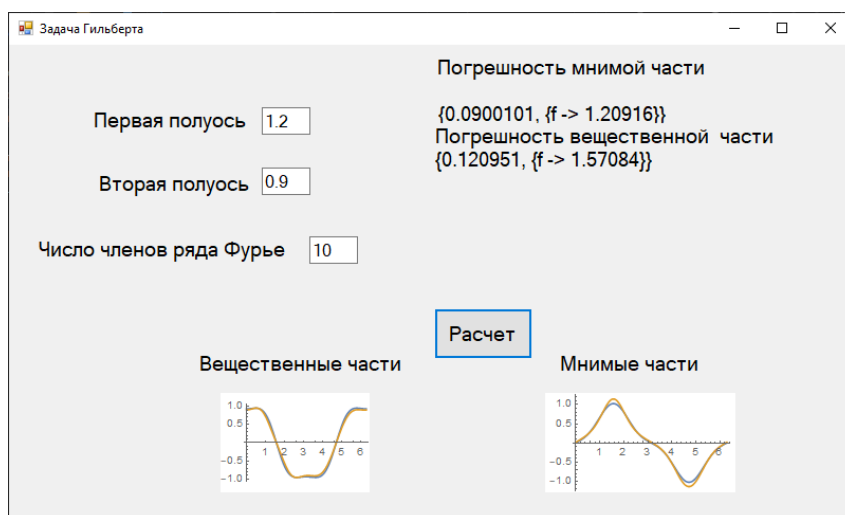 Задача Гильберта
Погрешность мнимой части
{0.0900101, {f -> 1.20916}}
Погрешность вещественной  части
{0.120951, {f -> 1.57084}}
Первая полуось 1.2
Вторая полуось 0.9
Число членов ряда Фурье 10
Расчет
Вещественные части
1.0
0.5
1 2 3 4 5 6
-0.5
-1.0
Мнимые части
1.0
0.5
1 2 3 4 5 6
-0.5
-1.0